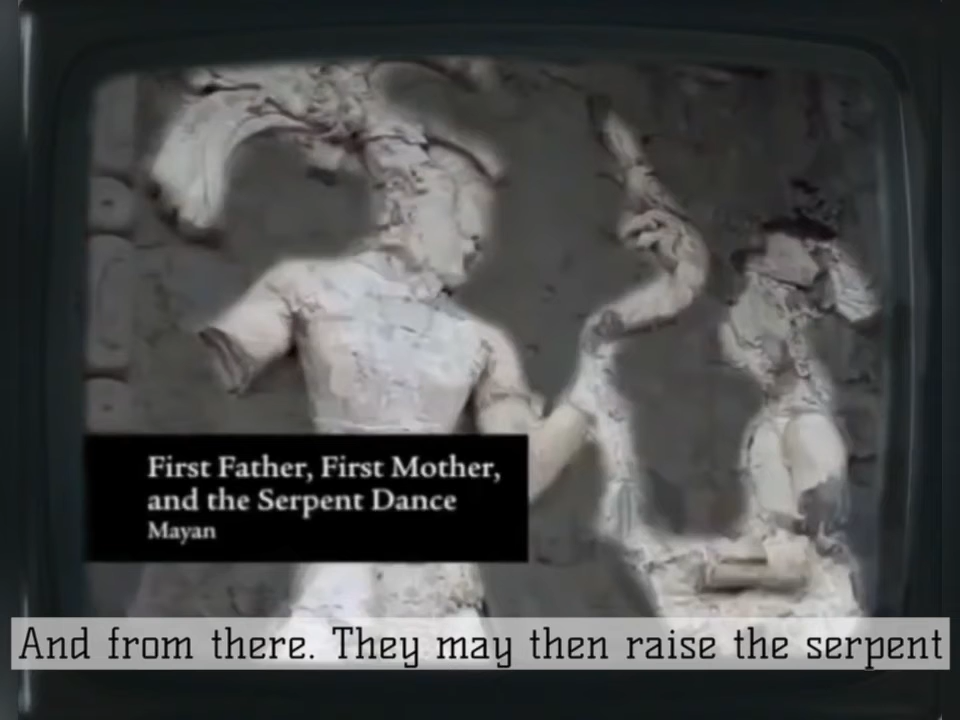 First Father, First Mother,
and the Serpent Dance
Mayan
And from there. They may then raise the serpent